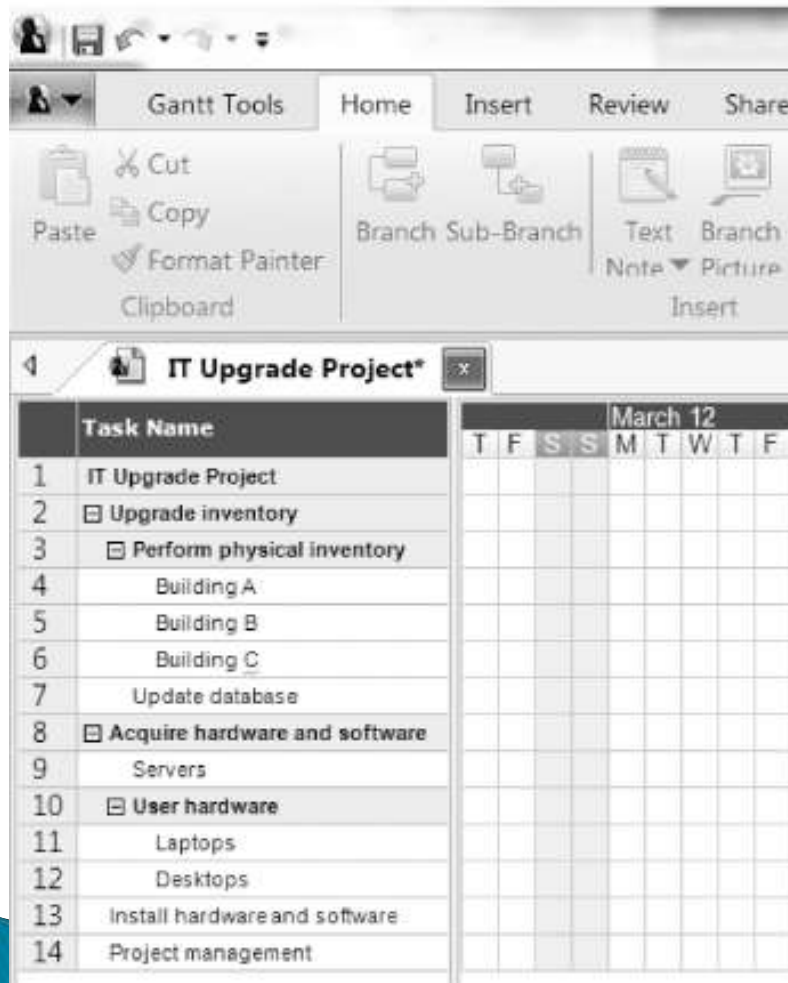 Gantt Tools Home Insert Review Share
Cut
Copy
Paste
Format Painter
Branch Sub-Branch
Text Branch
Note Picture
Clipboard
Insert
IT Upgrade Project*
x
Task Name
March 12
T F S S M T W T F
1 IT Upgrade Project
2 Upgrade inventory
3 Perform physical inventory
4 Building A
5 Building B
6 Building C
7 Update database
8 Acquire hardware and software
9 Servers
10 User hardware
11 Laptops
12 Desktops
13 Install hardware and software
14 Project management